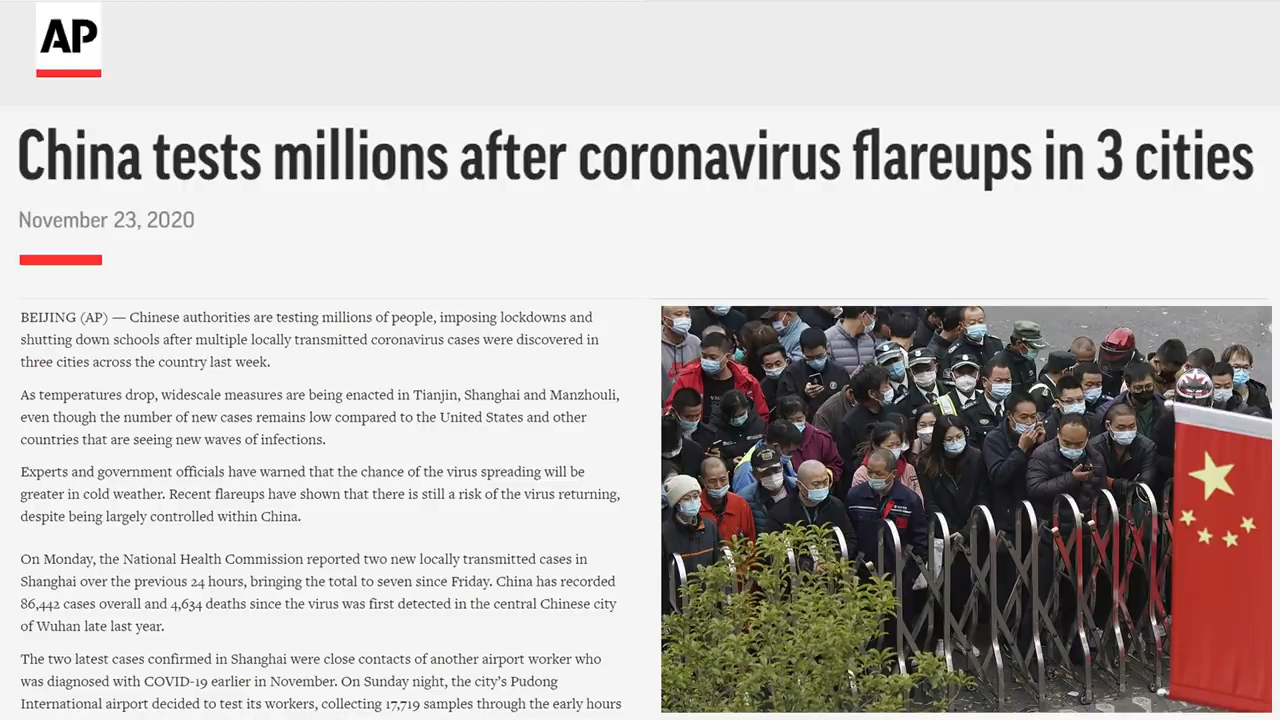 AP
China tests millions after coronavirus flareups in 3 cities
November 23, 2020
BEIJING (AP) — Chinese authorities are testing millions of people, imposing lockdowns and
shutting down schools after multiple locally transmitted coronavirus cases were discovered in
three cities across the country last week.
As temperatures drop, widescale measures are being enacted in Tianjin, Shanghai and Manzhouli,
even though the number of new cases remains low compared to the United States and other
countries that are seeing new waves of infections.
Experts and government officials have warned that the chance of the virus spreading will be
greater in cold weather. Recent flareups have shown that there is still a risk of the virus returning,
despite being largely controlled within China.
On Monday, the National Health Commission reported two new locally transmitted cases in
Shanghai over the previous 24 hours, bringing the total to seven since Friday. China has recorded
86,442 cases overall and 4,634 deaths since the virus was first detected in the central Chinese city
of Wuhan late last year.
The two latest cases confirmed in Shanghai were close contacts of another airport worker who
was diagnosed with COVID-19 earlier in November. On Sunday night, the city's Pudong
International airport decided to test its workers, collecting 17,719 samples through the early hours